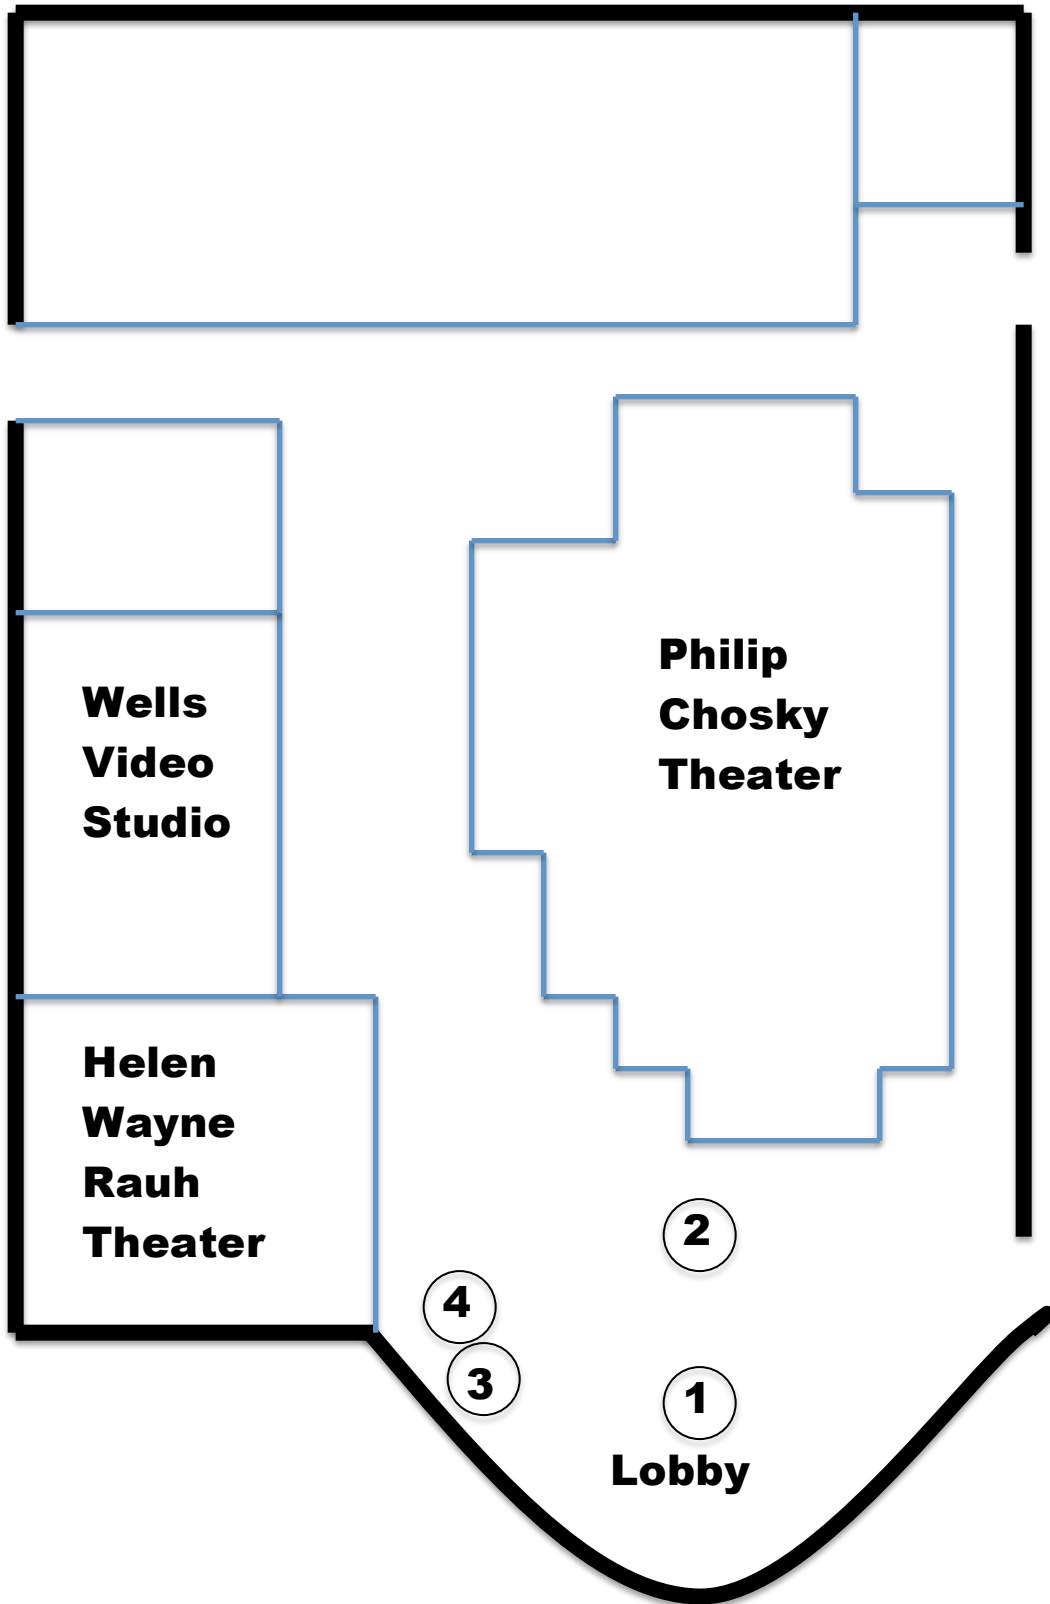 Philip
Chosky
Theater
Wells
Video
Studio
Helen
Wayne
Rauh
Theater
2
4
3
1
Lobby